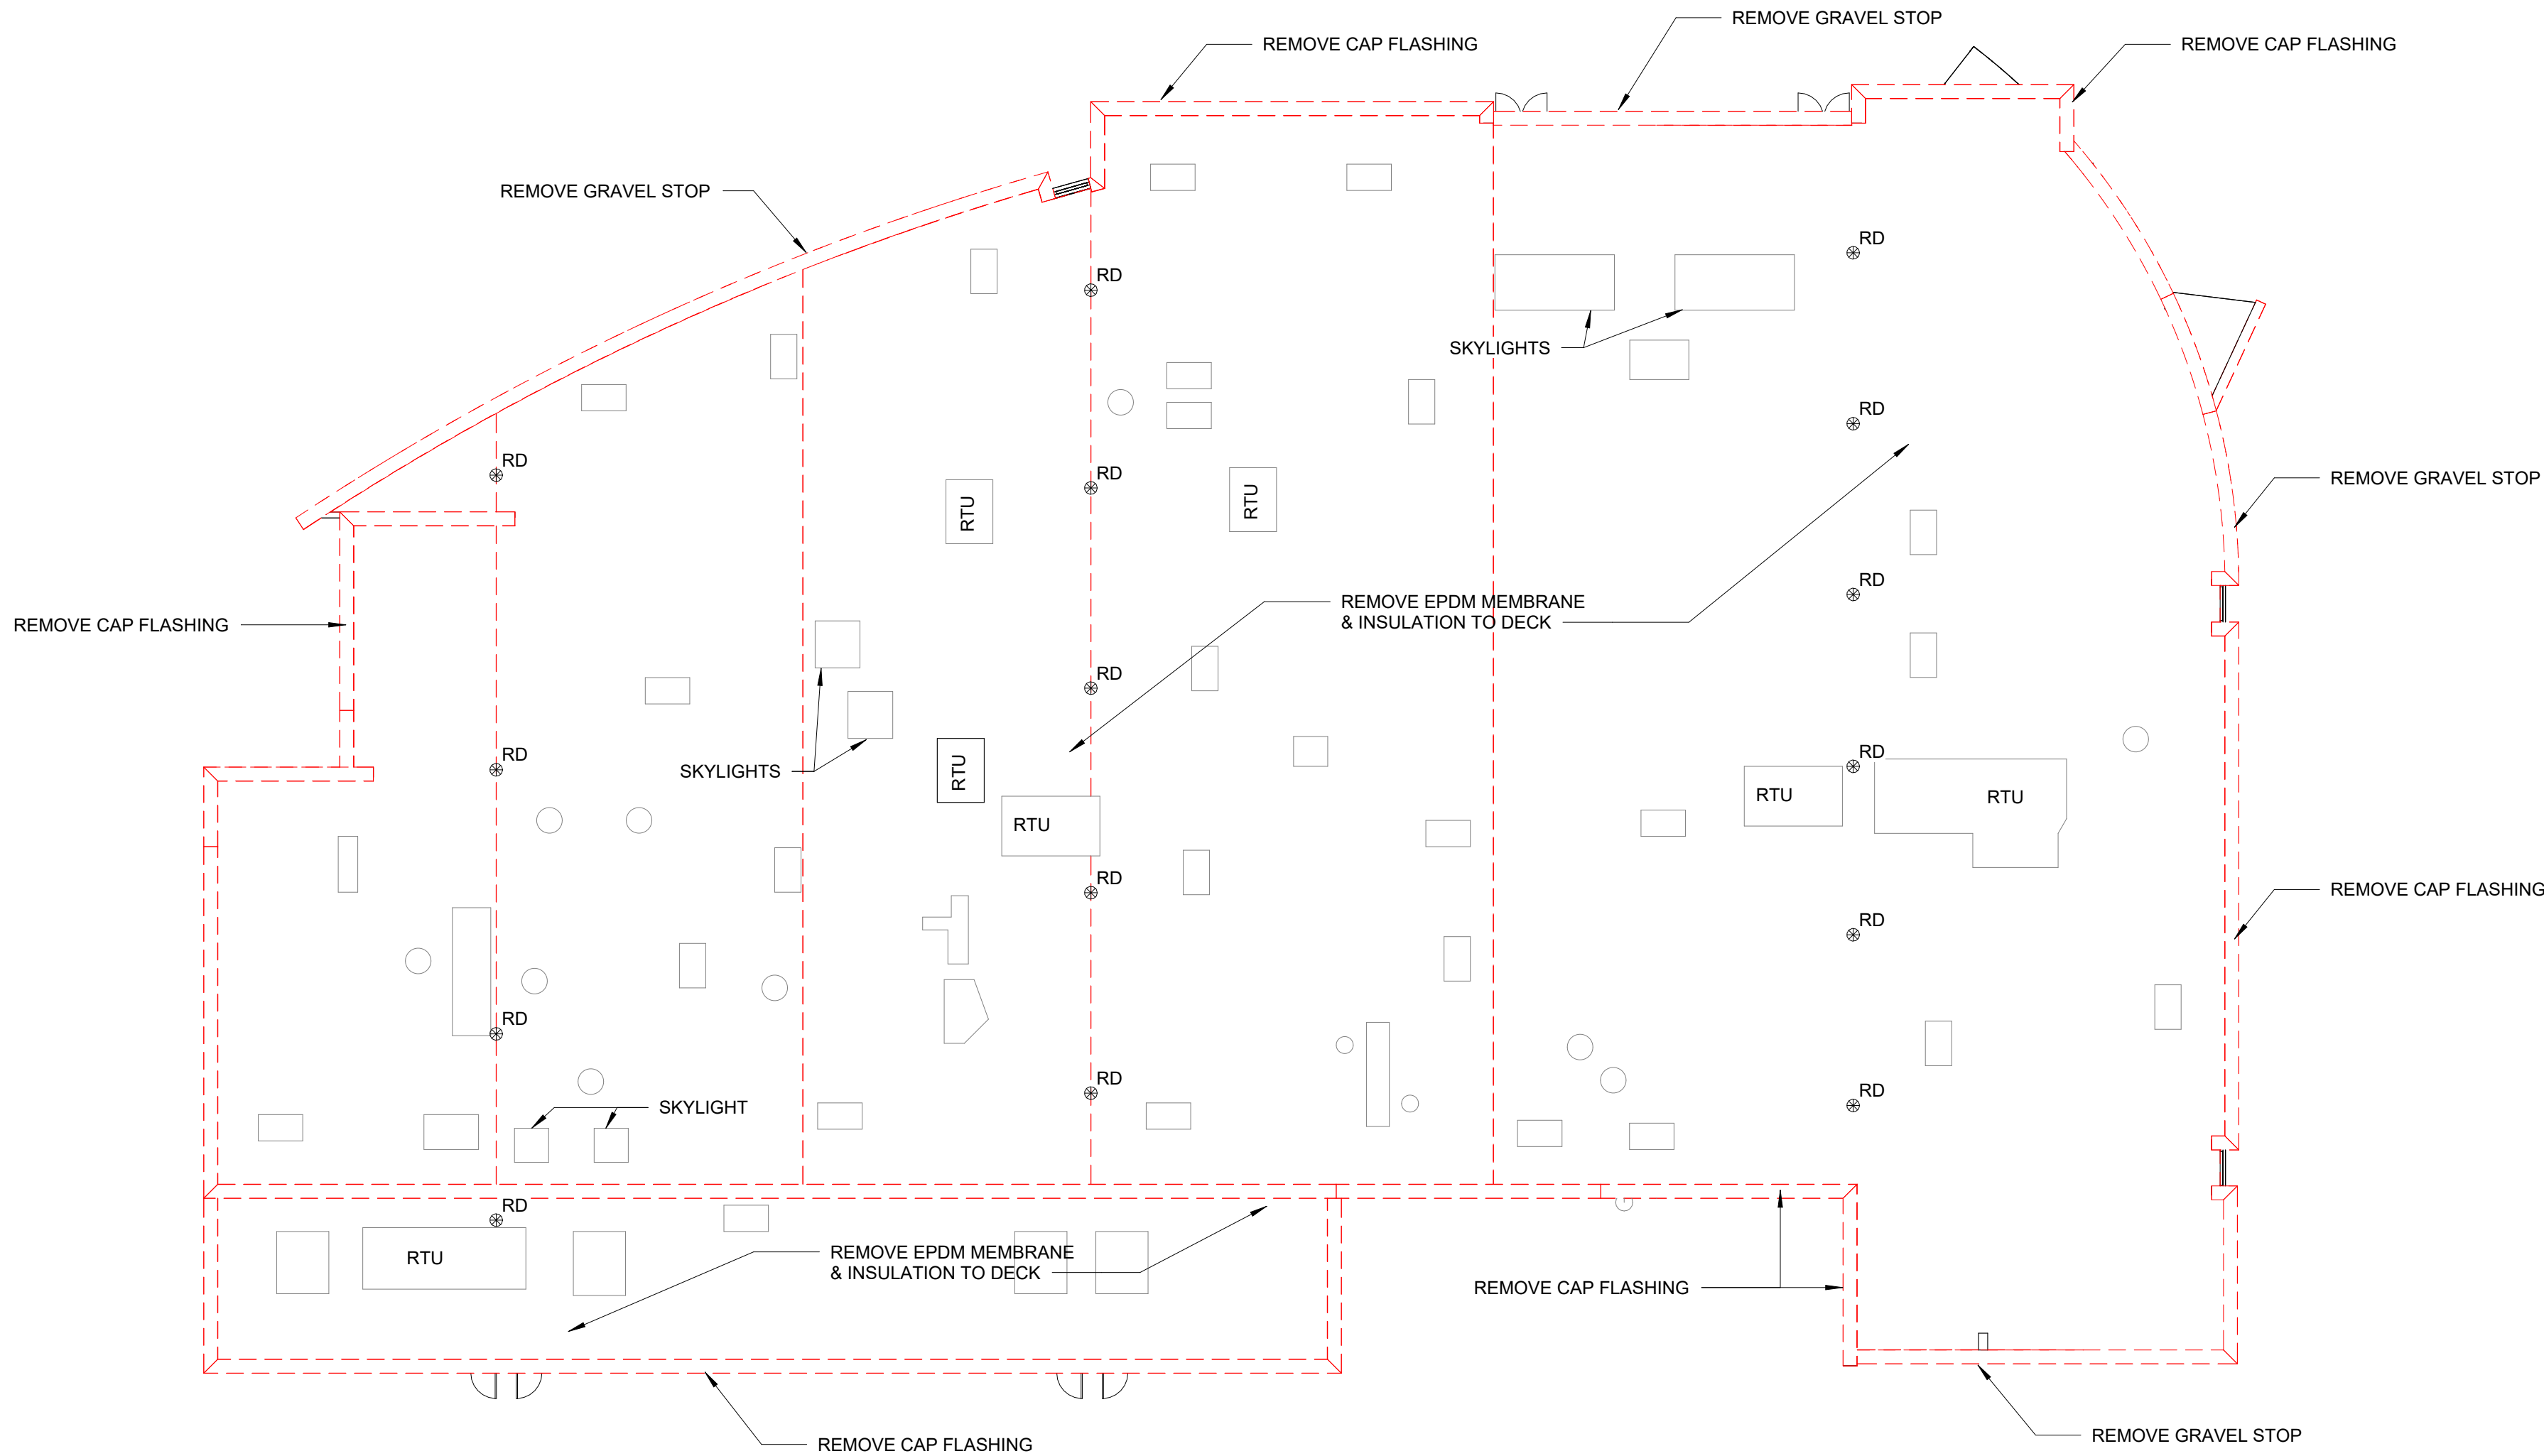 REMOVE GRAVEL STOP
REMOVE CAP FLASHING
REMOVE CAP FLASHING
REMOVE GRAVEL STOP
RD
RD
SKYLIGHTS
RD
RD
RD
REMOVE GRAVEL STOP
RTU
RTU
RD
REMOVE EPDM MEMBRANE
& INSULATION TO DECK
REMOVE CAP FLASHING
RD
RD
RD
SKYLIGHTS
RTU
RTU
RTU
RTU
RD
REMOVE CAP FLASHING
RD
RD
RD
RD
SKYLIGHT
RD
RD
REMOVE EPDM MEMBRANE
& INSULATION TO DECK
RTU
REMOVE CAP FLASHING
REMOVE GRAVEL STOP
REMOVE CAP FLASHING